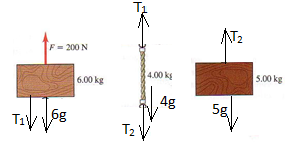 F = 200 N
6.00 kg
T₁
6g
T₁
4.00 kg
4g
T₂
T₂
5.00 kg
5g